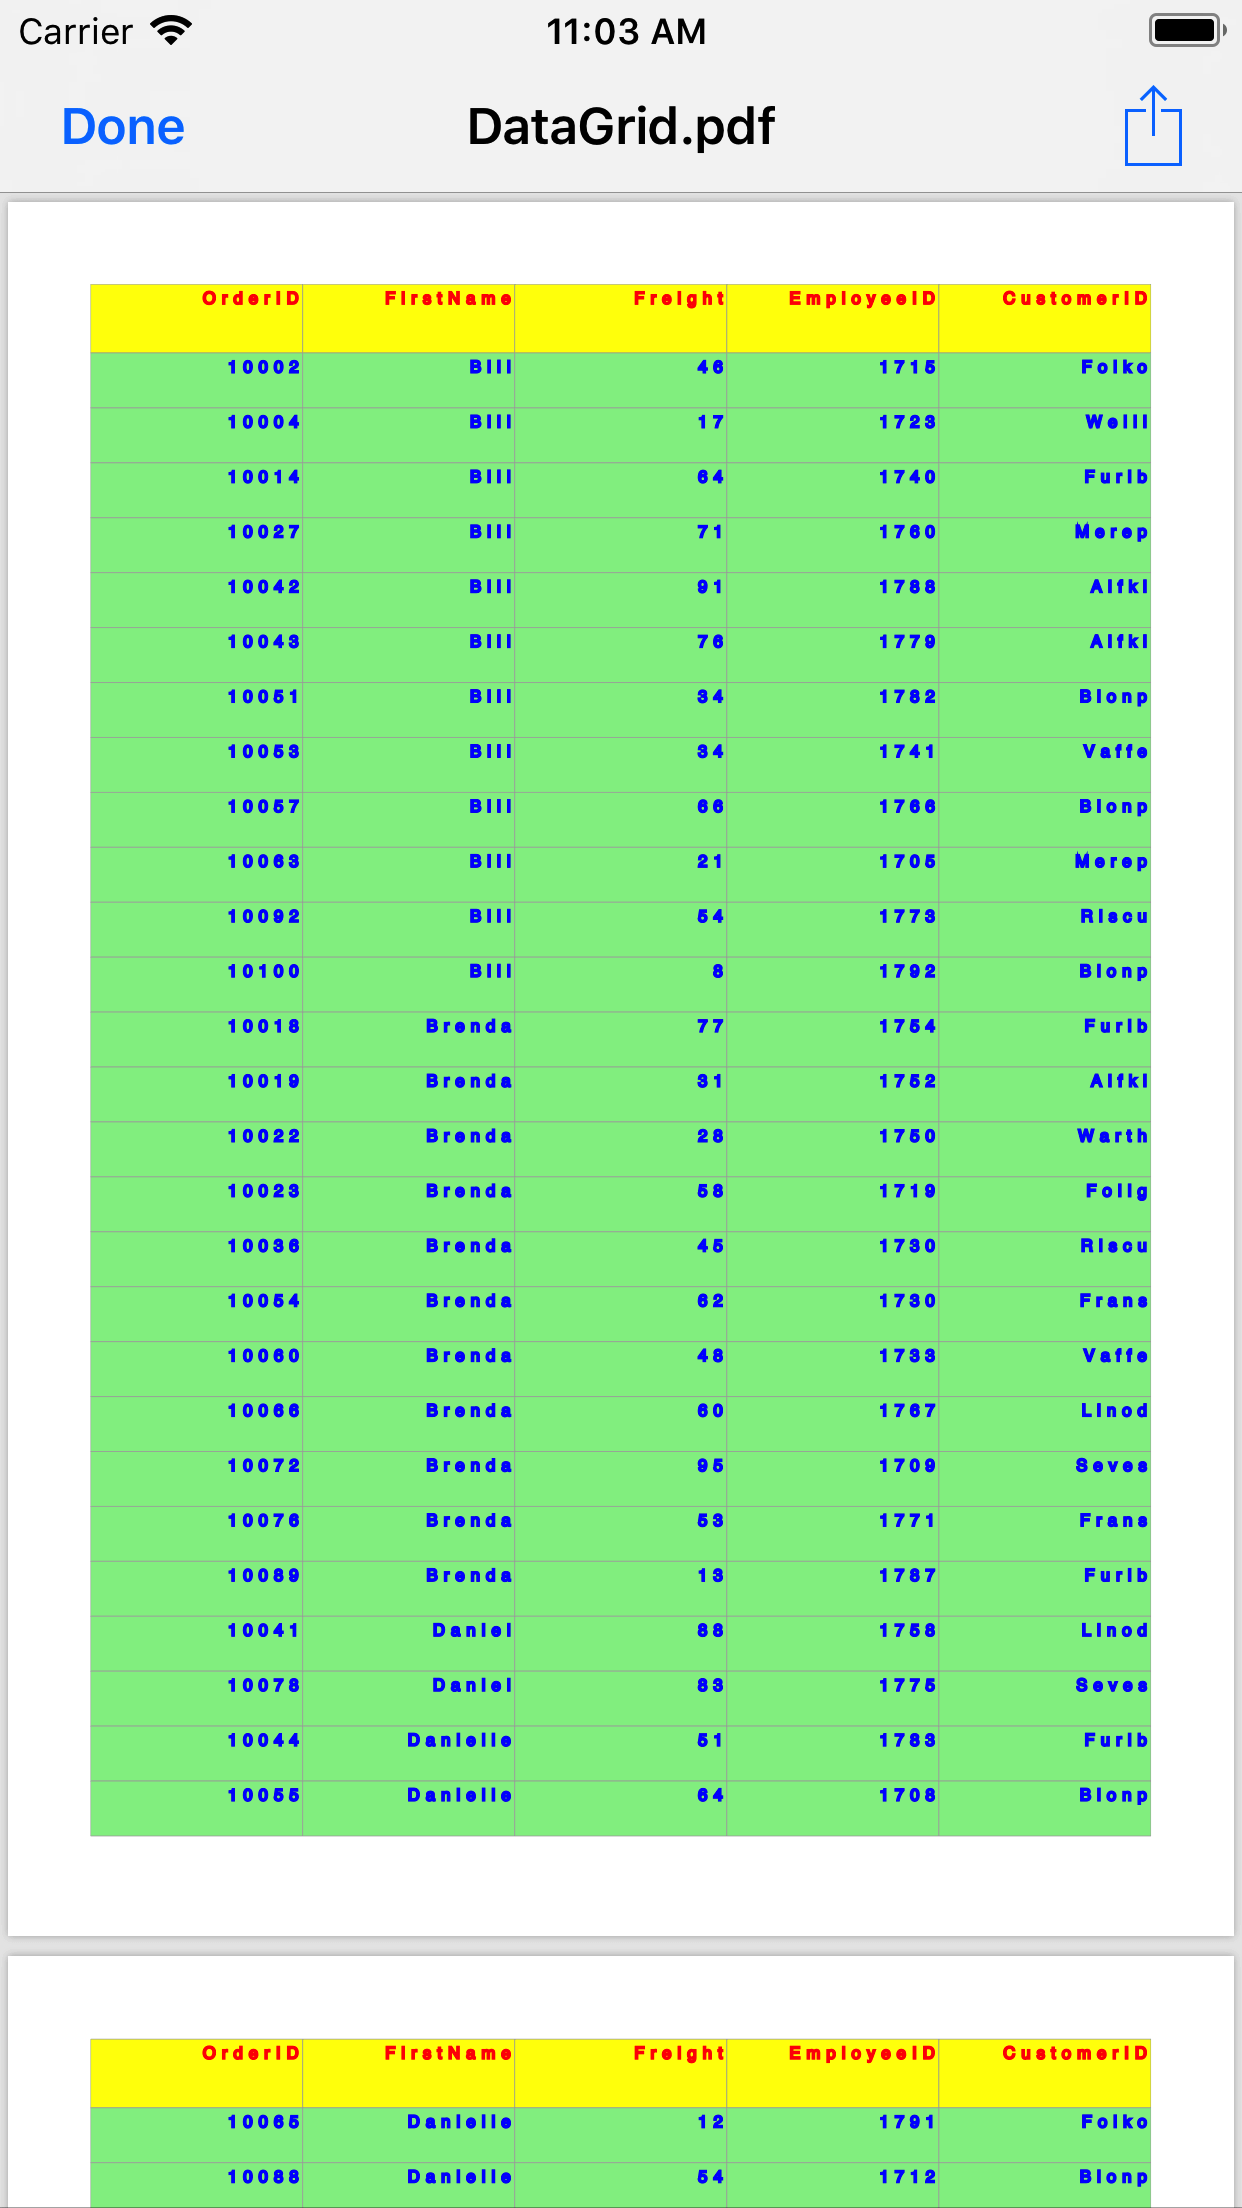 Carrier 11:03 AM
Done DataGrid.pdf
OrderID FirstName Freight EmployeeID CustomerID
10002 Bill 46 1715 Folko
10004 Bill 17 1723 Welli
10014 Bill 64 1740 Furib
10027 Bill 71 1760 Merep
10042 Bill 91 1788 Alfki
10043 Bill 76 1779 Alfki
10051 Bill 34 1782 Blonp
10053 Bill 34 1741 Vaffe
10057 Bill 66 1766 Blonp
10063 Bill 21 1705 Merep
10092 Bill 54 1773 Riscu
10100 Bill 8 1792 Blonp
10018 Brenda 77 1754 Furib
10019 Brenda 31 1752 Alfki
10022 Brenda 28 1750 Warth
10023 Brenda 58 1719 Folig
10036 Brenda 45 1730 Riscu
10054 Brenda 62 1730 Frans
10060 Brenda 48 1733 Vaffe
10066 Brenda 60 1767 Linod
10072 Brenda 95 1709 Seves
10076 Brenda 53 1771 Frans
10089 Brenda 13 1787 Furib
10041 Daniel 88 1758 Linod
10078 Daniel 83 1775 Seves
10044 Danielle 51 1783 Furib
10055 Danielle 64 1708 Blonp
OrderID FirstName Freight EmployeeID CustomerID
10065 Danielle 12 1791 Folko
10088 Danielle 54 1712 Blonp